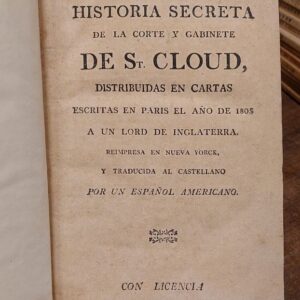 HISTORIA SECRETA
DE LA CORTE Y GABINETE
DE ST. CLOUD,
DISTRIBUIDAS EN CARTAS
ESCRITAS EN PARIS EL AÑO DE 1805
A UN LORD DE INGLATERRA.
REIMPRESA EN NUEVA YORCK,
Y TRADUCIDA AL CASTELLANO
POR UN ESPAÑOL AMERICANO.
CON LICENCIA